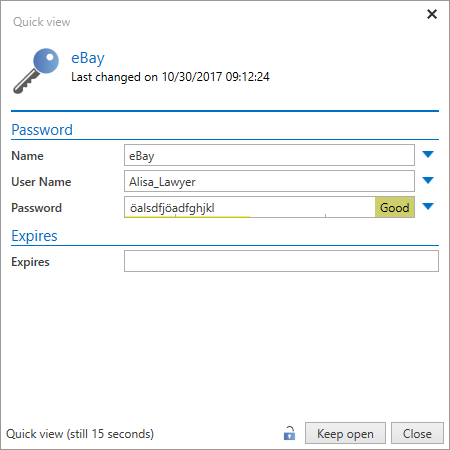 Quick view
eBay
Last changed on 10/30/2017 09:12:24
Password
Name eBay
User Name Alisa_Lawyer
Password öalsdfjöadfghjkl Good
Expires
Expires
Quick view (still 15 seconds) Keep open Close